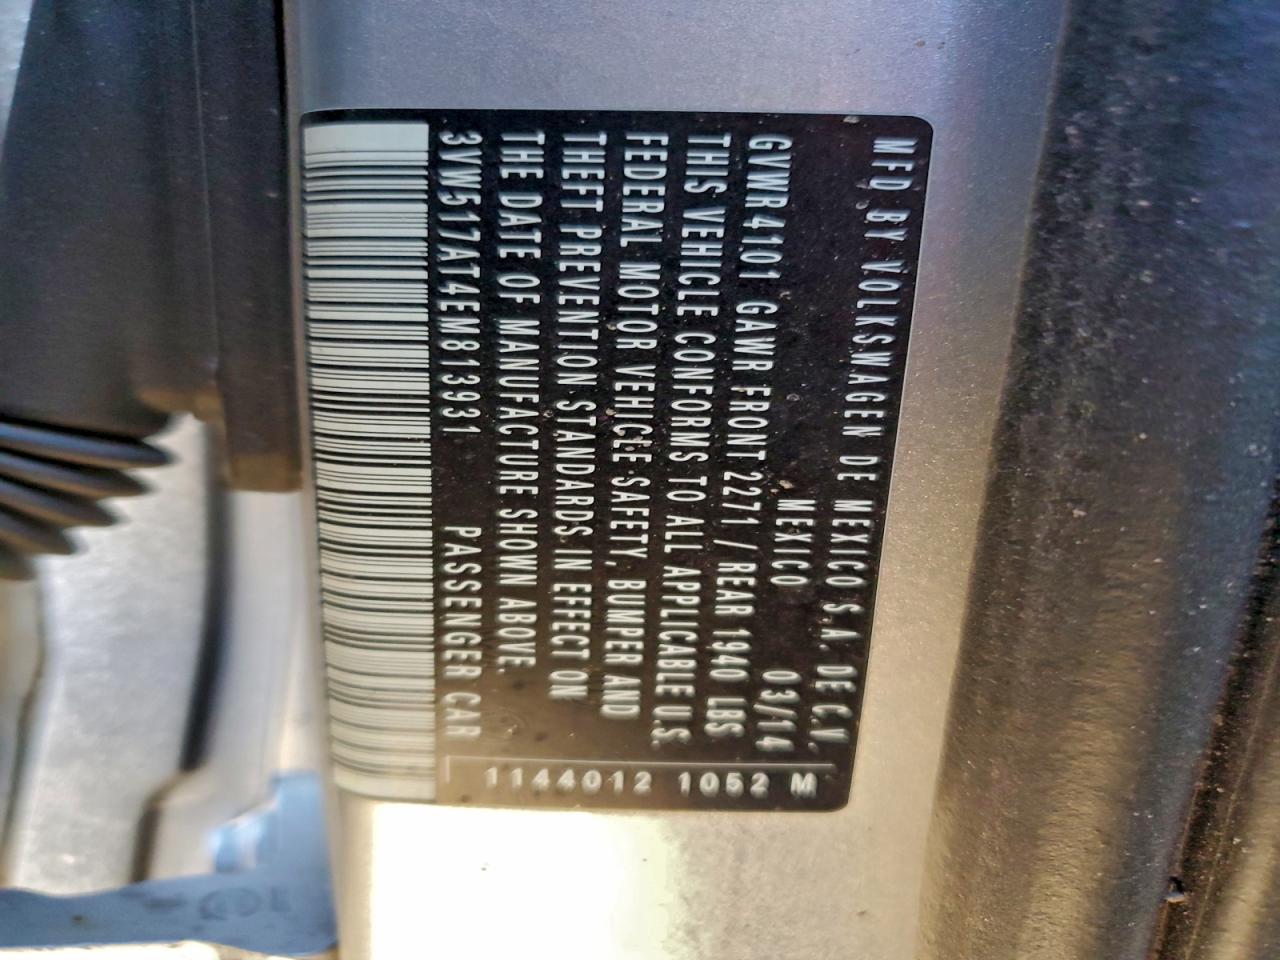 MFD BY VOLKSWAGEN DE MEXICO S.A. DE C.V.
MEXICO 03/14
GVWR4101 GAWR FRONT 2271 / REAR 1940 LBS
THIS VEHICLE CONFORMS TO ALL APPLICABLE U.S.
FEDERAL MOTOR VEHICLE SAFETY, BUMPER AND
THEFT PREVENTION STANDARDS IN EFFECT ON
THE DATE OF MANUFACTURE SHOWN ABOVE.
3VW517AT4EM813931 PASSENGER CAR
1144012 1052 M